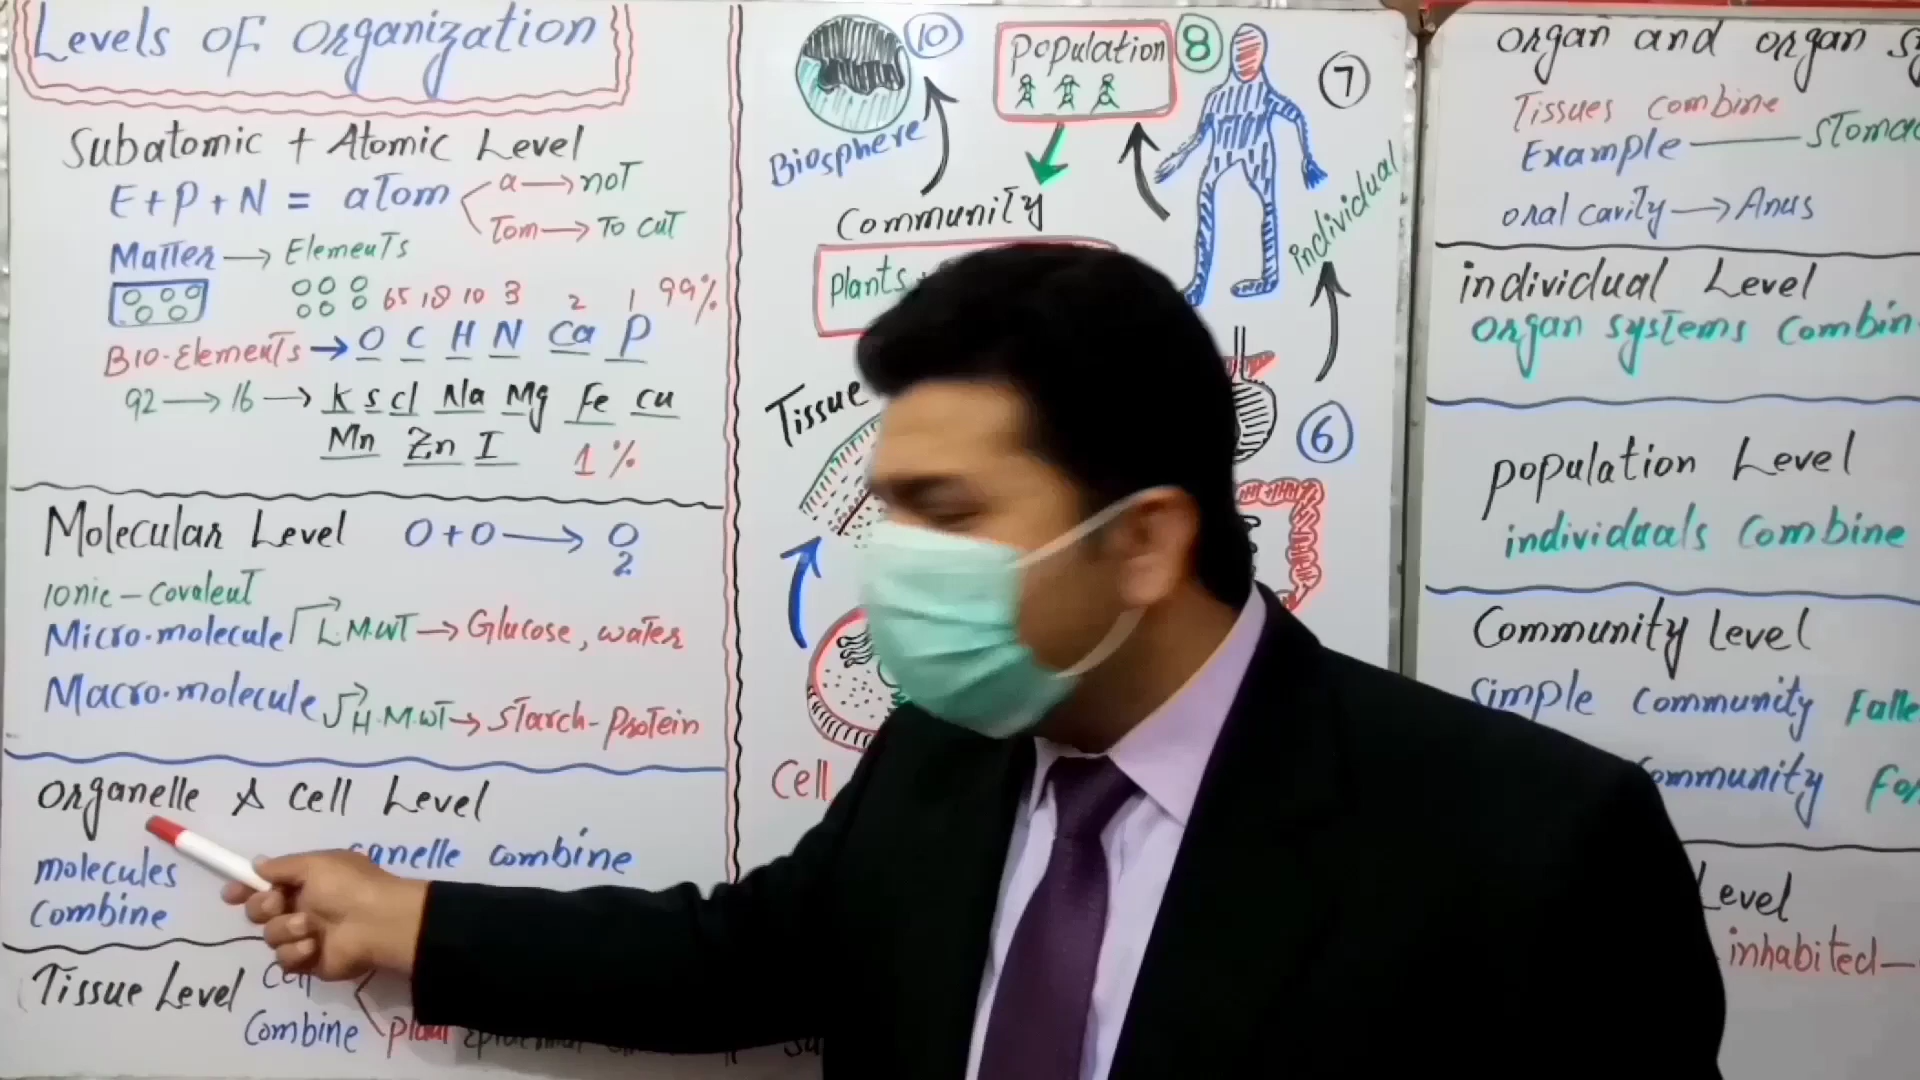 Levels of organization
Subatomic + Atomic Level
E+P+N = atom
a → not
Tom → To cut
Matter → Elements
65 18 10 3 2 1 99%
Bio-Elements → O C H N Ca P
92 → 16 → K S Cl Na Mg Fe Cu
Mn Zn I 1%
Molecular Level O+O → O2
Ionic - covalent
Micro-molecule L.M.WT → Glucose, water
Macro-molecule H.M.WT → Starch - Protein
organelle & cell Level
molecules
combine
organelle combine
Tissue Level
Cell
Combine
10
Biosphere
population
8
7
individual
Community
plants
Tissue
6
Cell
organ and organ
Tissues combine
Example
oral cavity → Anus
individual Level
organ systems Combin
population Level
individuals Combine
Community level
Simple Community
Community
Level
inhabited